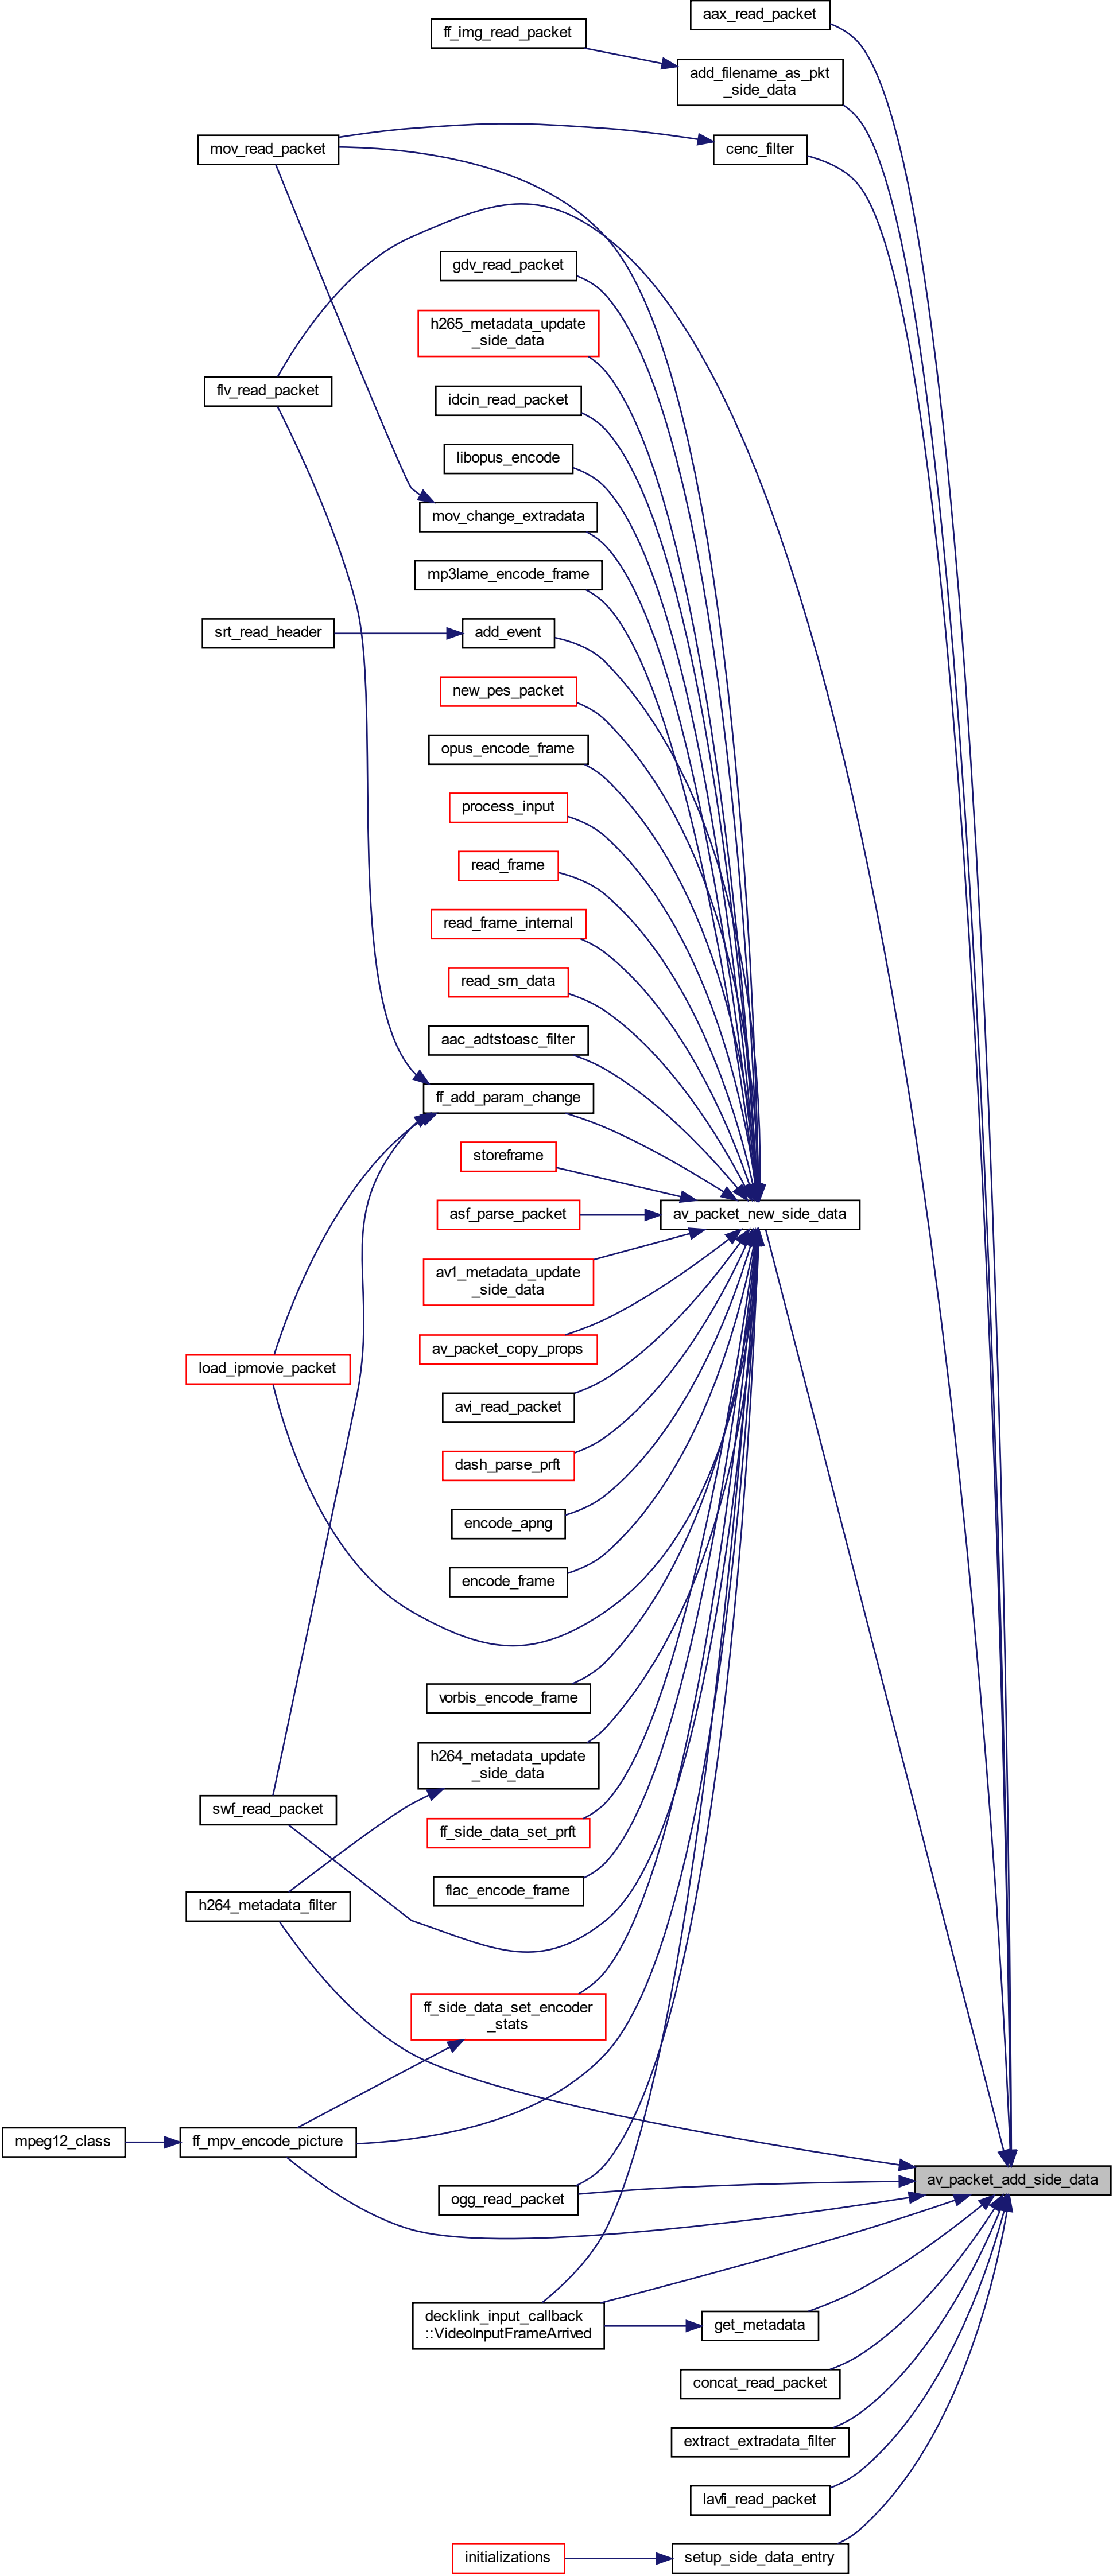 aax_read_packet
ff_img_read_packet
add_filename_as_pkt
_side_data
mov_read_packet
cenc_filter
gdv_read_packet
h265_metadata_update
_side_data
flv_read_packet
idcin_read_packet
libopus_encode
mov_change_extradata
mp3lame_encode_frame
srt_read_header
add_event
new_pes_packet
opus_encode_frame
process_input
read_frame
read_frame_internal
read_sm_data
aac_adtstoasc_filter
ff_add_param_change
storeframe
asf_parse_packet
av_packet_new_side_data
av1_metadata_update
_side_data
av_packet_copy_props
load_ipmovie_packet
avi_read_packet
dash_parse_prft
encode_apng
encode_frame
vorbis_encode_frame
h264_metadata_update
_side_data
swf_read_packet
ff_side_data_set_prft
flac_encode_frame
h264_metadata_filter
ff_side_data_set_encoder
_stats
mpeg12_class
ff_mpv_encode_picture
av_packet_add_side_data
ogg_read_packet
decklink_input_callback
::VideoInputFrameArrived
get_metadata
concat_read_packet
extract_extradata_filter
lavfi_read_packet
initializations
setup_side_data_entry